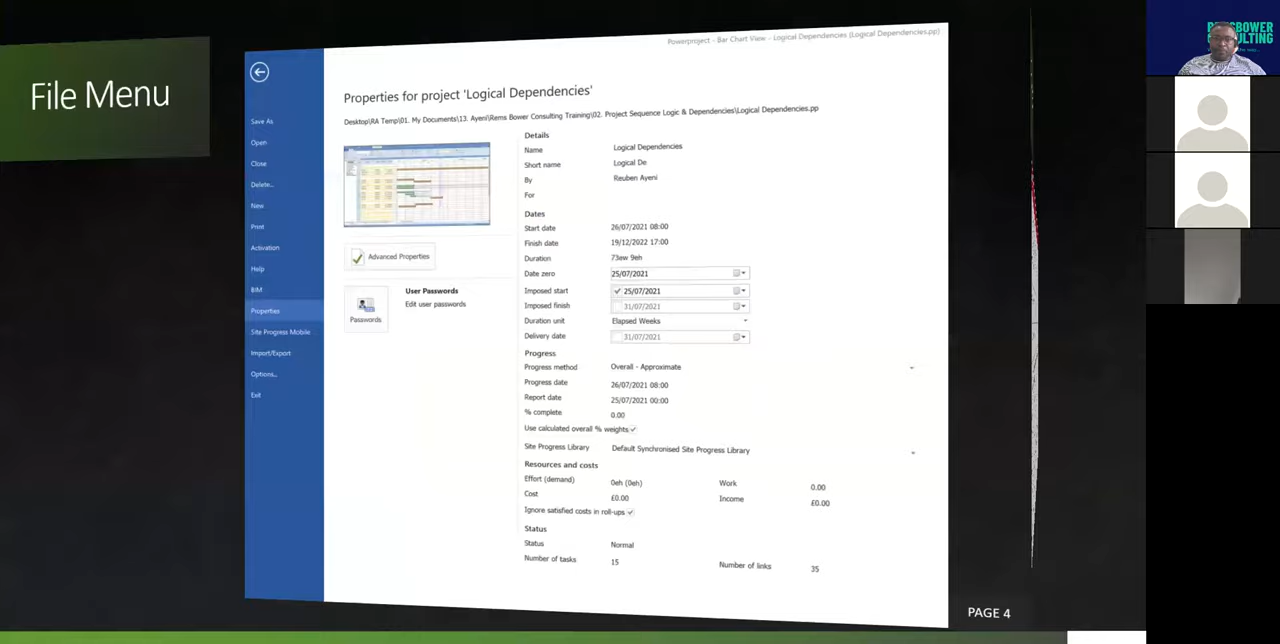 File Menu
Powerproject - Bar Chart View - Logical Dependencies (Logical Dependencies.pp)
Properties for project 'Logical Dependencies'
Desktop\RA Temp\01. My Documents\13. Ayeni\Rems Bower Consulting Training\02. Project Sequence Logic & Dependencies\Logical Dependencies.pp
Save As
Open
Close
Delete...
New
Print
Activation
Help
BIM
Properties
Site Progress Mobile
Import/Export
Options...
Exit
Advanced Properties
Passwords
User Passwords
Edit user passwords
Details
Name Logical Dependencies
Short name Logical De
By Reuben Ayeni
For
Dates
Start date 26/07/2021 08:00
Finish date 19/12/2022 17:00
Duration 73ew 9eh
Date zero 25/07/2021
Imposed start 25/07/2021
Imposed finish 31/07/2021
Duration unit Elapsed Weeks
Delivery date 31/07/2021
Progress
Progress method Overall - Approximate
Progress date 26/07/2021 08:00
Report date 25/07/2021 00:00
% complete 0.00
Use calculated overall % weights
Site Progress Library Default Synchronised Site Progress Library
Resources and costs
Effort (demand) 0eh (0eh) Work 0.00
Cost £0.00 Income £0.00
Ignore satisfied costs in roll-ups
Status
Status Normal
Number of tasks 15 Number of links 35
PAGE 4